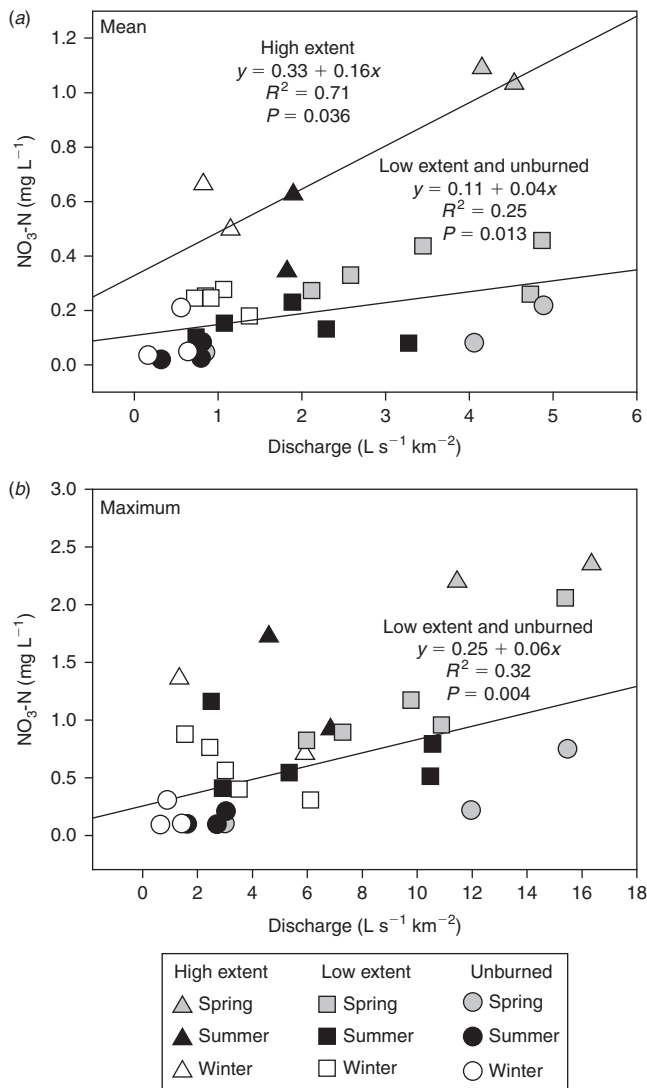 (a)
Mean
High extent
y = 0.33 + 0.16x
R² = 0.71
P = 0.036
Low extent and unburned
y = 0.11 + 0.04x
R² = 0.25
P = 0.013
NO₃-N (mg L⁻¹)
1.2
1.0
0.8
0.6
0.4
0.2
0.0
0 1 2 3 4 5 6
Discharge (L s⁻¹ km⁻²)
(b)
Maximum
Low extent and unburned
y = 0.25 + 0.06x
R² = 0.32
P = 0.004
NO₃-N (mg L⁻¹)
3.0
2.5
2.0
1.5
1.0
0.5
0.0
0 2 4 6 8 10 12 14 16 18
Discharge (L s⁻¹ km⁻²)
High extent Low extent Unburned
Spring Spring Spring
Summer Summer Summer
Winter Winter Winter